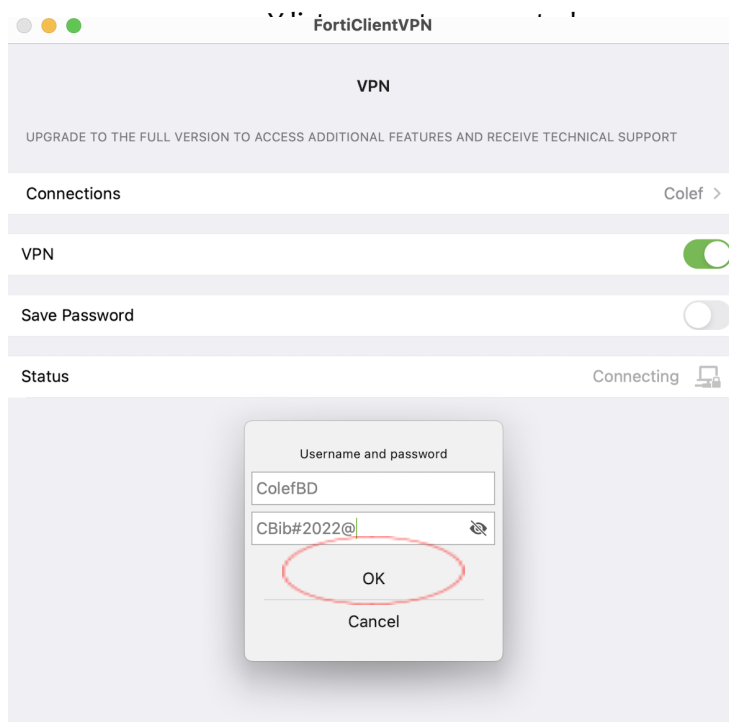 FortiClientVPN
VPN
UPGRADE TO THE FULL VERSION TO ACCESS ADDITIONAL FEATURES AND RECEIVE TECHNICAL SUPPORT
Connections Colef >
VPN
Save Password
Status Connecting
Username and password
ColefBD
CBib#2022@
OK
Cancel